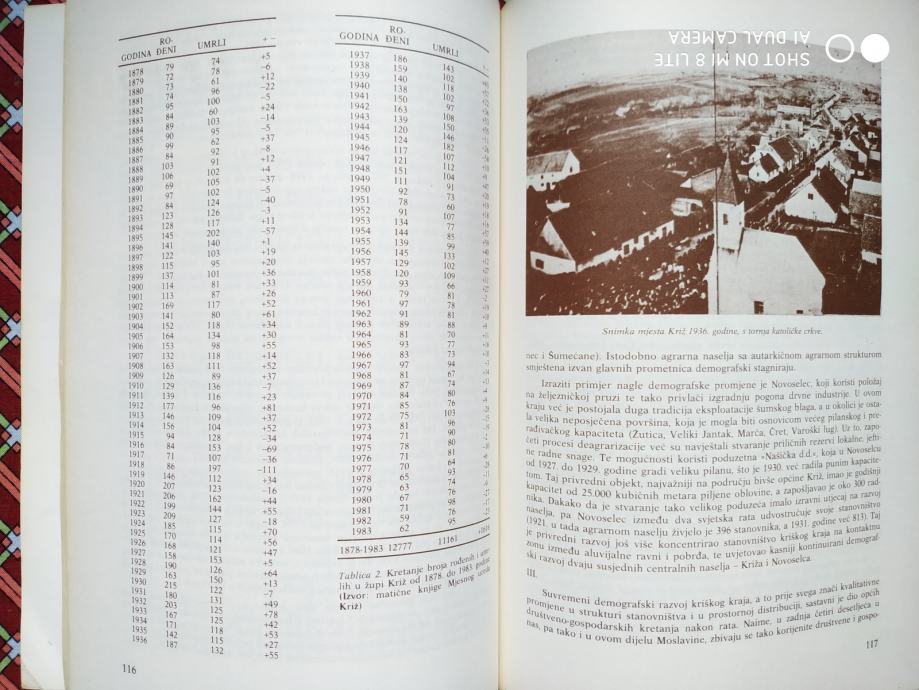 GODINA RO-ĐENI UMRLI + −
1878 79 74 +5
1879 72 78 −6
1880 73 61 +12
1881 74 96 −22
1882 95 100 −5
1883 84 60 +24
1884 89 103 −14
1885 90 95 −5
1886 99 62 +37
1887 84 92 −8
1888 103 91 +12
1889 106 102 +4
1890 69 105 −37
1891 97 102 −5
1892 84 124 −40
1893 123 126 −3
1894 128 117 +11
1895 145 202 −57
1896 141 140 +1
1897 122 103 +19
1898 115 95 +20
1899 137 101 +36
1900 114 81 +33
1901 113 87 +26
1902 169 117 +52
1903 141 80 +61
1904 152 118 +34
1905 164 134 +30
1906 153 98 +55
1907 132 118 +14
1908 163 111 +52
1909 126 89 +37
1910 129 136 −7
1911 139 116 +23
1912 177 96 +81
1913 146 109 +37
1914 156 104 +52
1915 94 128 −34
1916 84 153 −69
1917 71 107 −36
1918 86 197 −111
1919 146 112 +34
1920 207 123 −16
1921 206 162 +44
1922 199 144 +55
1923 209 127 −18
1924 185 115 +70
1925 170 114 +56
1926 168 121 +47
1927 158 153 +5
1928 190 126 +64
1929 163 150 +13
1930 215 122 −7
1931 180 131 +49
1932 203 125 +78
1933 167 125 +42
1934 171 118 +53
1935 142 115 +27
1936 187 132 +55
116
GODINA RO-ĐENI UMRLI
1937 186 143
1938 159 102
1939 140 118
1940 138 102
1941 150 97
1942 163 108
1943 139 150
1944 120 146
1945 124 182
1946 117 107
1947 121 112
1948 151 104
1949 111 91
1950 92 73
1951 78 60
1952 91 107
1953 134 77
1954 144 85
1955 139 99
1956 145 133
1957 129 102
1958 120 109
1959 93 66
1960 79 81
1961 97 78
1962 91 81
1963 89 88
1964 81 70
1965 93 77
1966 83 73
1967 97 94
1968 81 67
1969 87 74
1970 84 80
1971 85 76
1972 75 103
1973 81 96
1974 71 90
1975 78 80
1976 71 81
1977 70 64
1978 65 93
1979 63 74
1980 67 76
1981 71 98
1982 59 76
1983 62 95
1878-1983 12777 11161
Tablica 2. Kretanje broja rođenih i umr-
lih u župi Križ od 1878. do 1983. godine
(Izvor: matične knjige Mjesnog ureda
Križ)
SHOT ON MI 8 LITE
AI DUAL CAMERA
Snimka mjesta Križ 1936. godine, s tornja katoličke crkve.
nec i Šumećane). Istodobno agrarna naselja sa autarkičnom agrarnom strukturom
smještena izvan glavnih prometnica demografski stagniraju.
Izraziti primjer nagle demografske promjene je Novoselec, koji koristi položaj
na željezničkoj pruzi te tako privlači izgradnju pogona drvne industrije. U ovom
kraju već je postojala duga tradicija eksploatacije šumskog blaga, a u okolici je osta-
la velika neposječena površina, koja je mogla biti osnovicom većeg pilanskog i pre-
rađivačkog kapaciteta (Žutica, Veliki Jantak, Marča, Čret, Varoški lug). Uz to, zapo-
četi procesi deagrarizacije već su navještali stvaranje priličnih rezervi lokalne, jefti-
ne radne snage. Te mogućnosti koristi poduzetna »Našička d.d.«, koja u Novoselcu
od 1927. do 1929. godine gradi veliku pilanu, što je 1930. već radila punim kapacite-
tom. Taj privredni objekt, najvažniji na području bivše općine Križ, imao je godišnji
kapacitet od 25.000 kubičnih metara piljene oblovine, a zapošljavao je oko 300 rad-
nika. Dakako da je stvaranje tako velikog poduzeća imalo izravni utjecaj na razvoj
naselja, pa Novoselec između dva svjetska rata udvostručuje svoje stanovništvo
(1921. u tada agrarnom naselju živjelo je 396 stanovnika, a 1931. godine već 813). Taj
je privredni razvoj još više koncentrirao stanovništvo kriškog kraja na kontaktnu
zonu između aluvijalne ravni i pobrđa, te uvjetovao kasniji kontinuirani demograf-
ski razvoj dvaju susjednih centralnih naselja – Križa i Novoselca.
III.
Suvremeni demografski razvoj kriškog kraja, a to prije svega znači kvalitativne
promjene u strukturi stanovništva i u prostornoj distribuciji, sastavni je dio općih
društveno-gospodarskih kretanja nakon rata. Naime, u zadnja četiri desetljeća u
nas, pa tako i u ovom dijelu Moslavine, zbivaju se tako korijenite društvene i gospo-
117